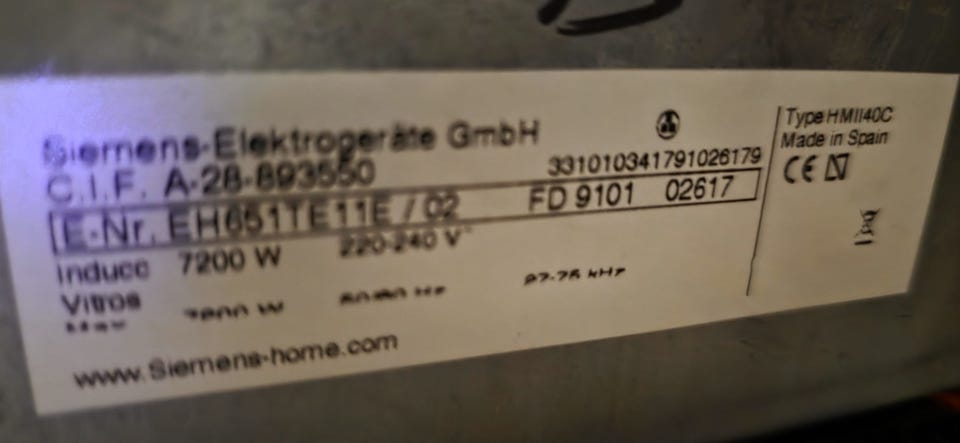 Siemens-Elektrogeräte GmbH
C.I.F. A-28-893550
331010341791026179
E-Nr. EH651TE11E / 02 FD 9101 02617
Induco 7200 W 220-240 V
Vitros
www.Siemens-home.com
Type HMII40C
Made in Spain
CE